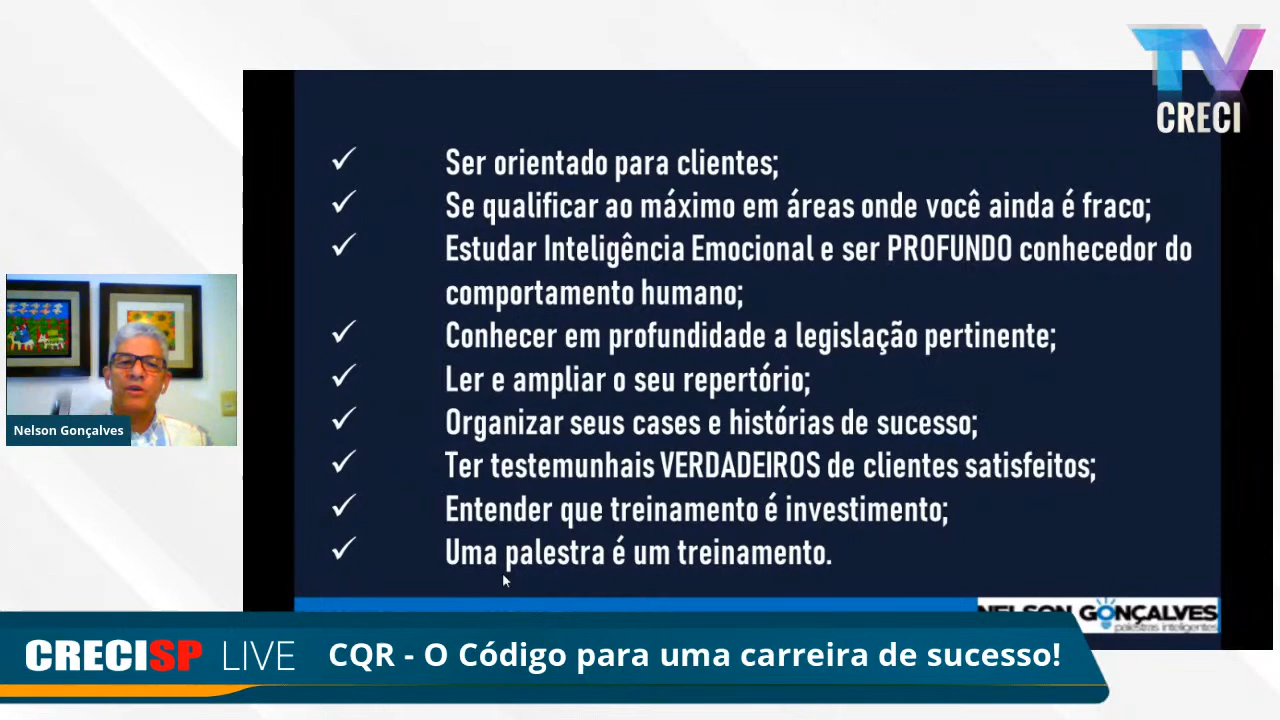 TV
CRECI
✓ Ser orientado para clientes;
✓ Se qualificar ao máximo em áreas onde você ainda é fraco;
✓ Estudar Inteligência Emocional e ser PROFUNDO conhecedor do
comportamento humano;
✓ Conhecer em profundidade a legislação pertinente;
✓ Ler e ampliar o seu repertório;
✓ Organizar seus cases e histórias de sucesso;
✓ Ter testemunhais VERDADEIROS de clientes satisfeitos;
✓ Entender que treinamento é investimento;
✓ Uma palestra é um treinamento.
Nelson Gonçalves
NELSON GONÇALVES
palestras inteligentes
CRECISP LIVE
CQR - O Código para uma carreira de sucesso!